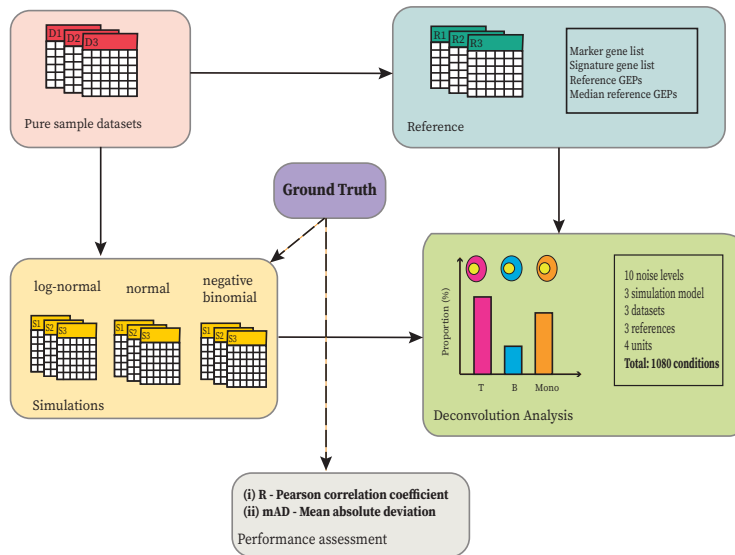 D1
D2
D3
Pure sample datasets
R1
R2
R3
Marker gene list
Signature gene list
Reference GEPs
Median reference GEPs
Reference
Ground Truth
log-normal
normal
negative
binomial
S1
S2
S3
S1
S2
S3
S1
S2
S3
Simulations
Proportion (%)
T
B
Mono
10 noise levels
3 simulation model
3 datasets
3 references
4 units
Total: 1080 conditions
Deconvolution Analysis
(i) R - Pearson correlation coefficient
(ii) mAD - Mean absolute deviation
Performance assessment